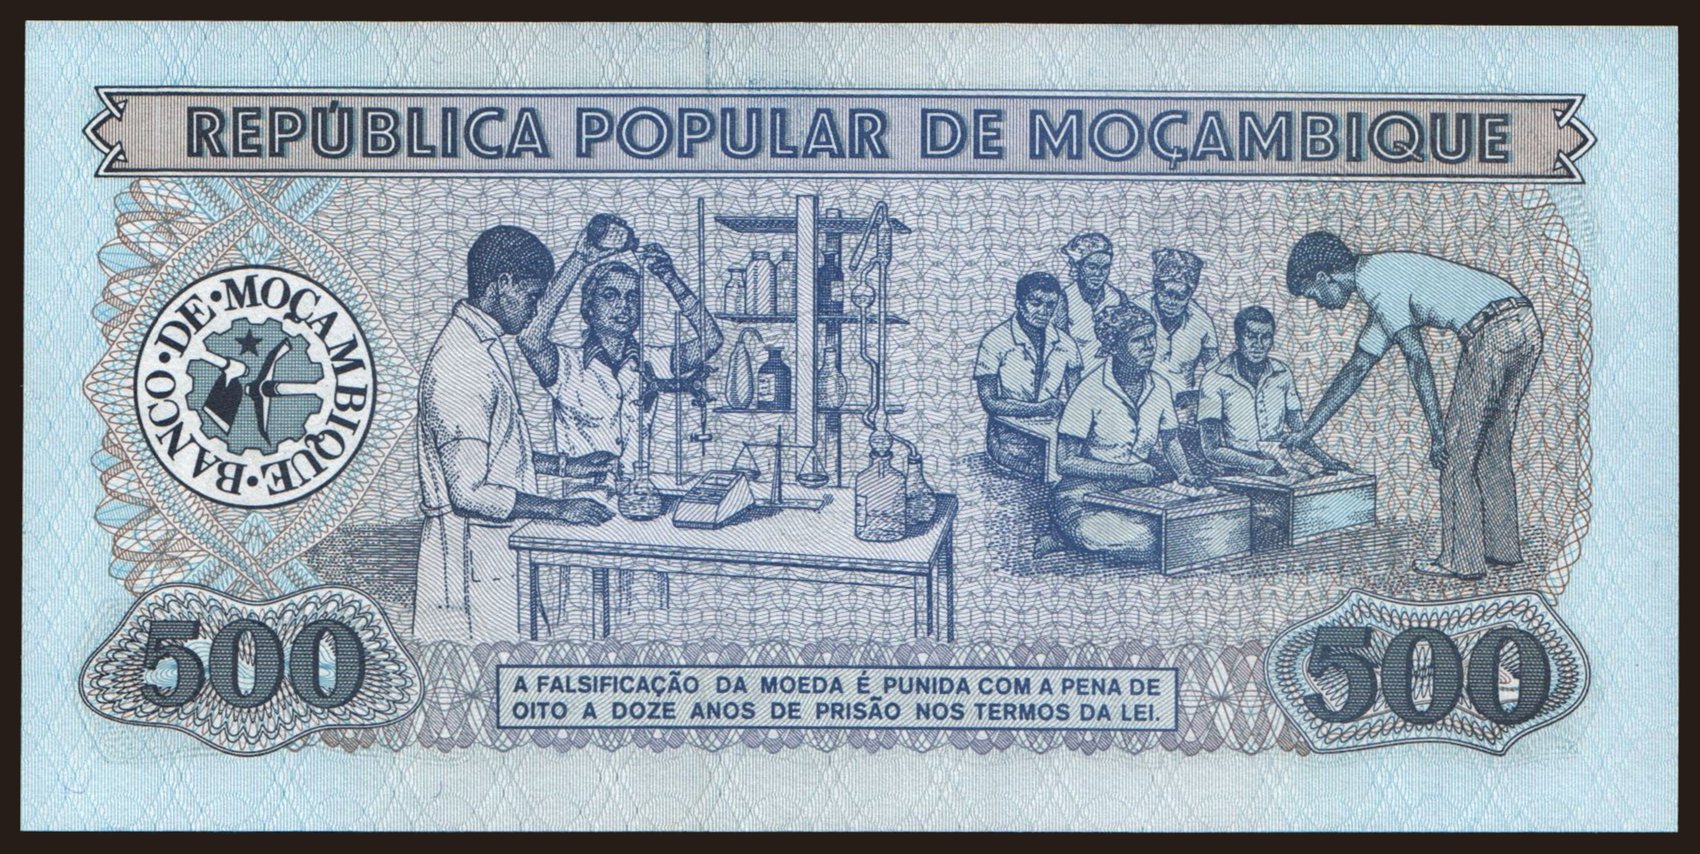 REPÚBLICA POPULAR DE MOÇAMBIQUE
BANCO · DE · MOÇAMBIQUE ·
500
500
A FALSIFICAÇÃO DA MOEDA É PUNIDA COM A PENA DE
OITO A DOZE ANOS DE PRISÃO NOS TERMOS DA LEI.